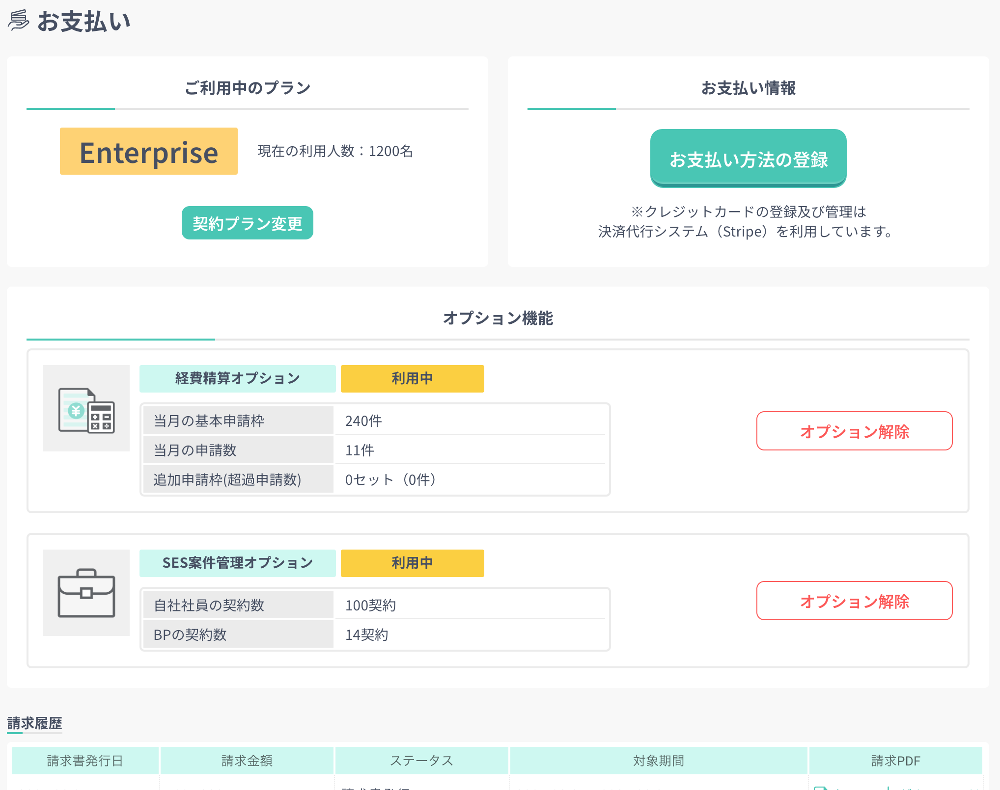 お支払い
ご利用中のプラン
Enterprise
現在の利用人数：1200名
契約プラン変更
お支払い情報
お支払い方法の登録
※クレジットカードの登録及び管理は
決済代行システム（Stripe）を利用しています。
オプション機能
経費精算オプション
利用中
当月の基本申請枠
240件
当月の申請数
11件
追加申請枠(超過申請数)
0セット（0件）
オプション解除
SES案件管理オプション
利用中
自社社員の契約数
100契約
BPの契約数
14契約
オプション解除
請求履歴
請求書発行日
請求金額
ステータス
対象期間
請求PDF